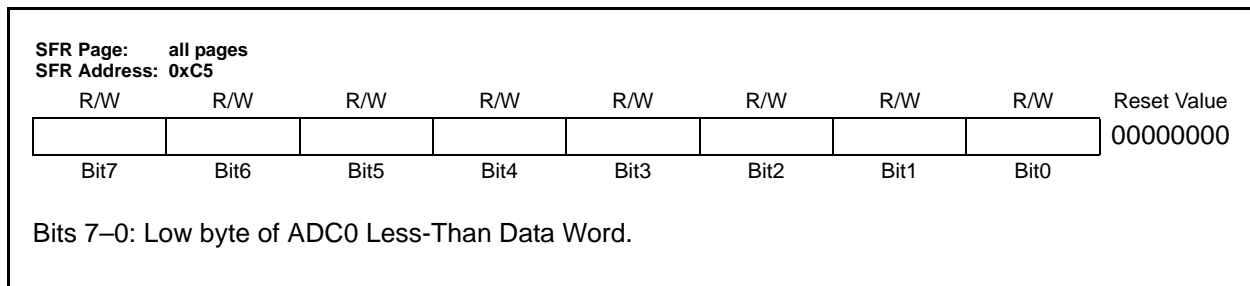 SFR Page: all pages
SFR Address: 0xC5
R/W R/W R/W R/W R/W R/W R/W R/W Reset Value
00000000
Bit7 Bit6 Bit5 Bit4 Bit3 Bit2 Bit1 Bit0
Bits 7–0: Low byte of ADC0 Less-Than Data Word.